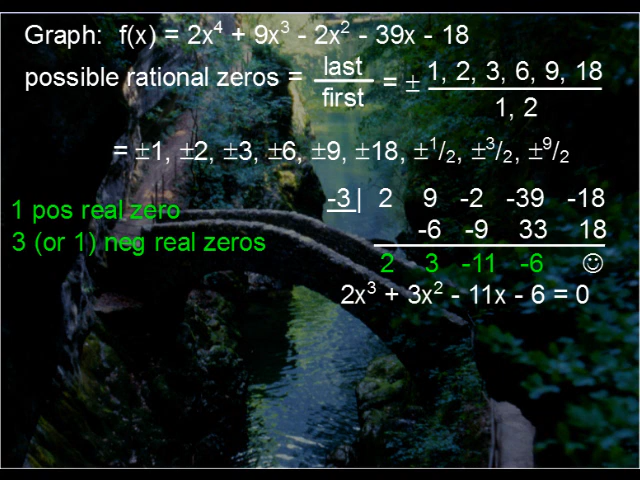 Graph: f(x) = 2x⁴ + 9x³ - 2x² - 39x - 18
possible rational zeros = last/first = ± 1, 2, 3, 6, 9, 18 / 1, 2
= ±1, ±2, ±3, ±6, ±9, ±18, ±¹/₂, ±³/₂, ±⁹/₂
1 pos real zero
3 (or 1) neg real zeros
-3| 2 9 -2 -39 -18
-6 -9 33 18
2 3 -11 -6 ☺
2x³ + 3x² - 11x - 6 = 0